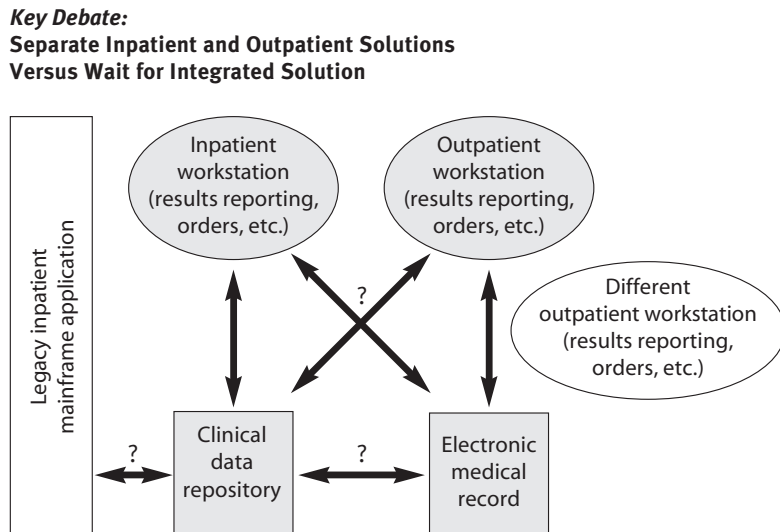 Key Debate:
Separate Inpatient and Outpatient Solutions
Versus Wait for Integrated Solution
Legacy inpatient
mainframe application
Inpatient
workstation
(results reporting,
orders, etc.)
Outpatient
workstation
(results reporting,
orders, etc.)
?
Different
outpatient workstation
(results reporting,
orders, etc.)
?
Clinical
data
repository
?
Electronic
medical
record